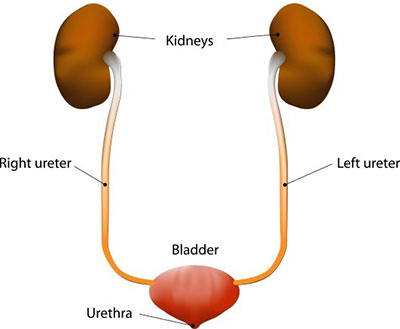 Kidneys
Right ureter
Left ureter
Bladder
Urethra